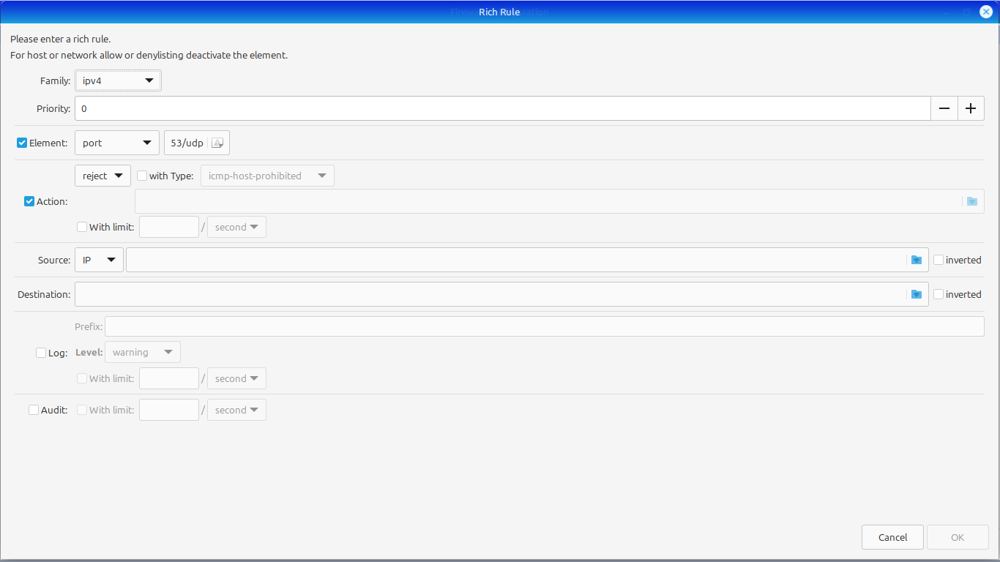 Rich Rule
Please enter a rich rule.
For host or network allow or denylisting deactivate the element.
Family: ipv4
Priority: 0
Element: port 53/udp
reject with Type: icmp-host-prohibited
Action:
With limit: / second
Source: IP inverted
Destination: inverted
Prefix:
Log: Level: warning
With limit: / second
Audit: With limit: / second
Cancel OK